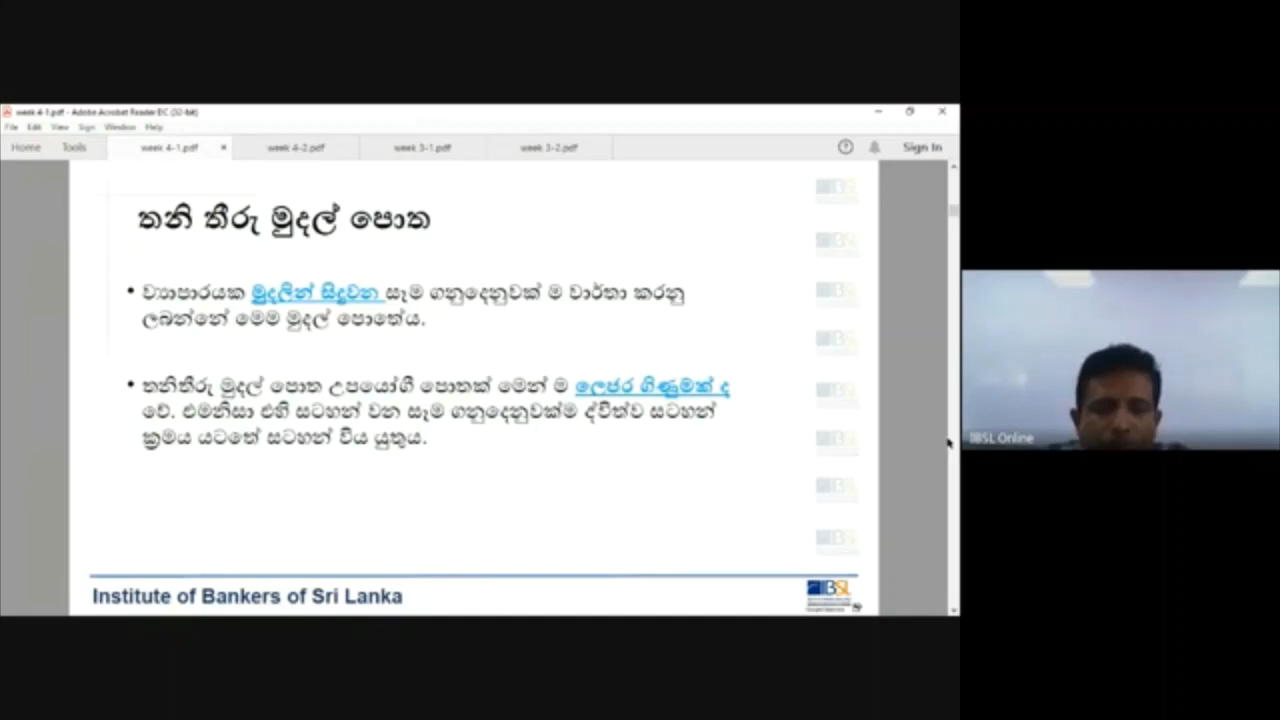 week 4-1.pdf - Adobe Acrobat Reader DC (32-bit)
File Edit View Sign Window Help
Home Tools week 4-1.pdf × week 4-2.pdf week 3-1.pdf week 3-2.pdf Sign In
තනි තීරු මුදල් පොත
• ව්‍යාපාරයක මුදලින් සිදුවන සෑම ගනුදෙනුවක් ම වාර්තා කරනු
ලබන්නේ මෙම මුදල් පොතේය.
• තනිතීරු මුදල් පොත උපයෝගී පොතක් මෙන් ම ලෙජර ගිණුමක් ද
වේ. එමනිසා එහි සටහන් වන සෑම ගනුදෙනුවක්ම ද්විත්ව සටහන්
ක්‍රමය යටතේ සටහන් විය යුතුය.
Institute of Bankers of Sri Lanka
IBSL
IBSL Online